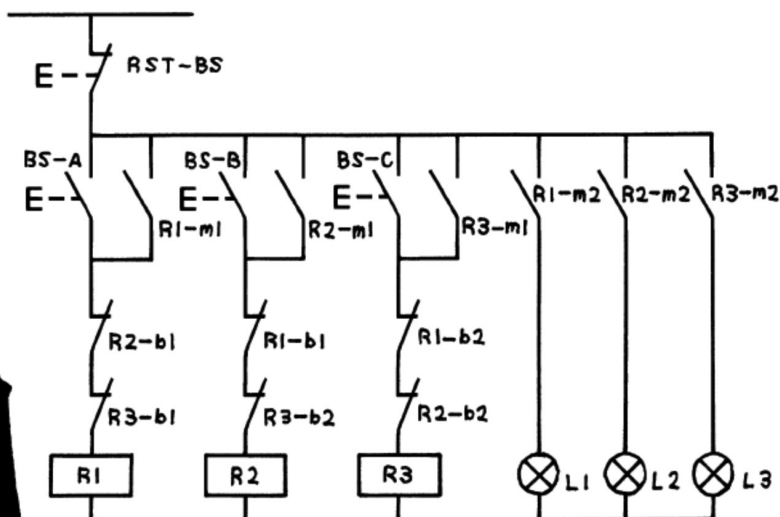 RST-BS
BS-A
BS-B
BS-C
R1-m2
R2-m2
R3-m2
R1-m1
R2-m1
R3-m1
R2-b1
R1-b1
R1-b2
R3-b1
R3-b2
R2-b2
R1
R2
R3
L1
L2
L3